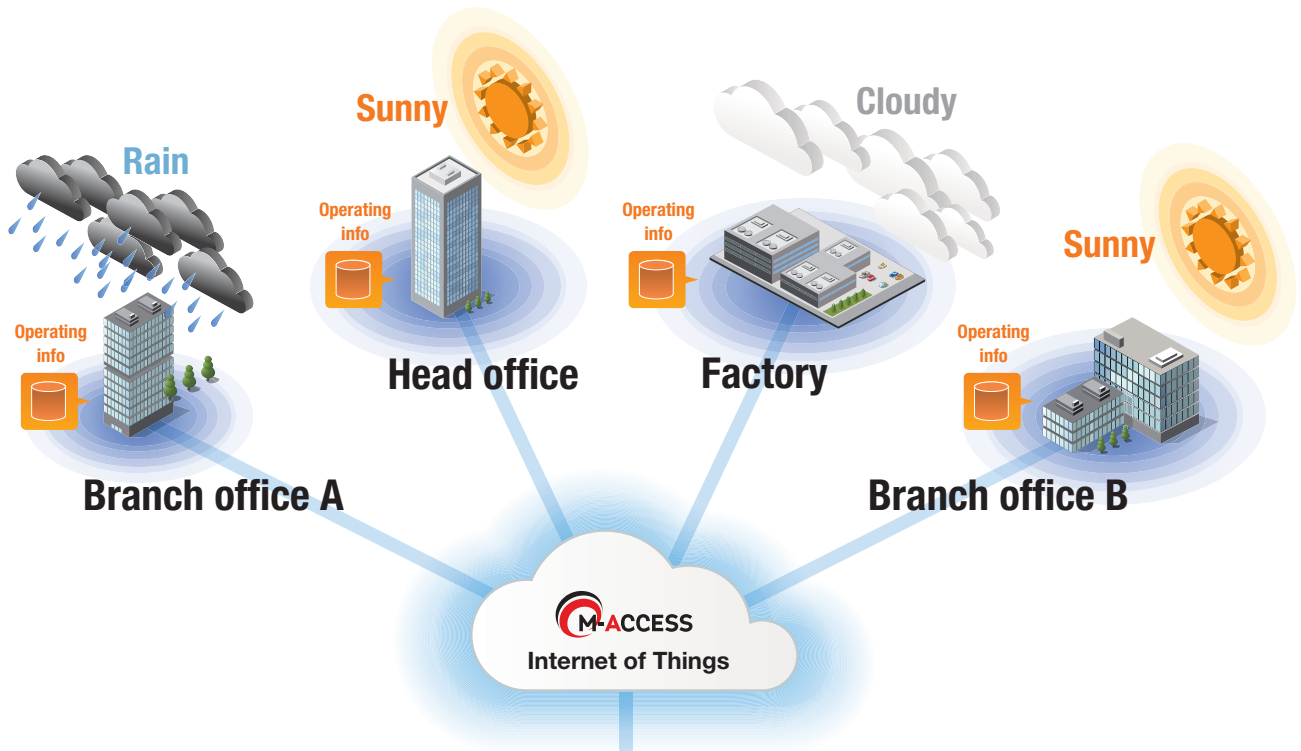 Rain
Operating
info
Branch office A
Sunny
Operating
info
Head office
Cloudy
Operating
info
Factory
Sunny
Operating
info
Branch office B
M-ACCESS
Internet of Things